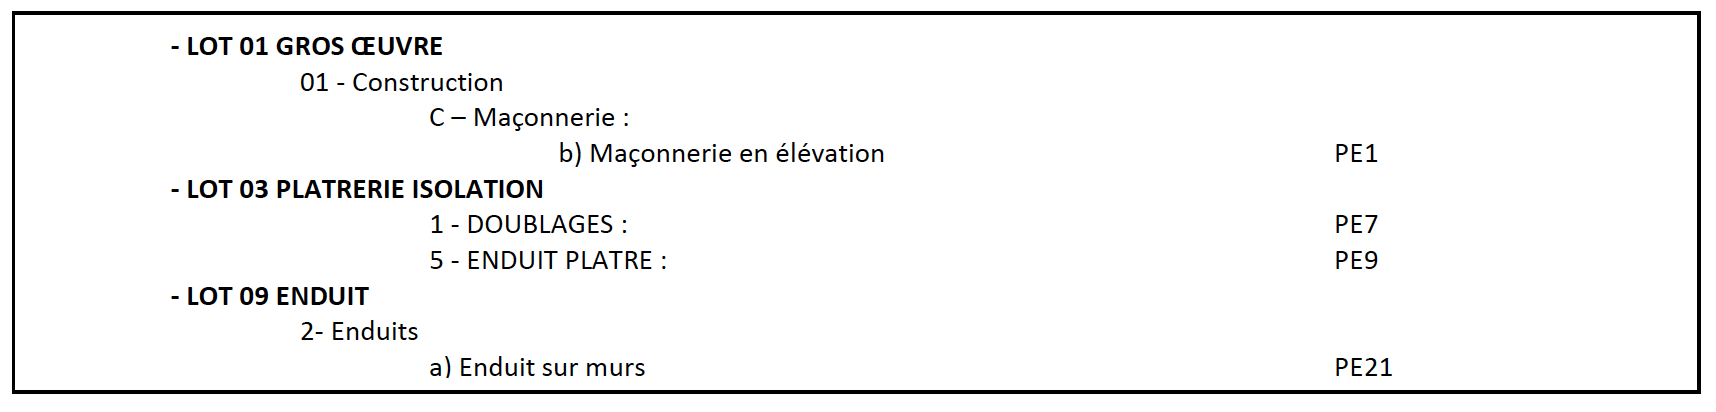 - LOT 01 GROS ŒUVRE
01 - Construction
C – Maçonnerie :
b) Maçonnerie en élévation PE1
- LOT 03 PLATRERIE ISOLATION
1 - DOUBLAGES : PE7
5 - ENDUIT PLATRE : PE9
- LOT 09 ENDUIT
2- Enduits
a) Enduit sur murs PE21